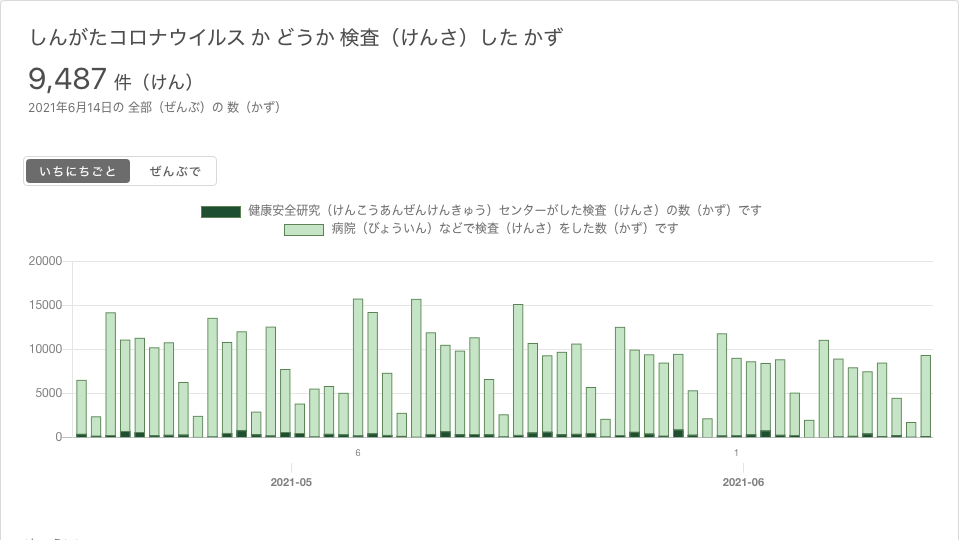 しんがたコロナウイルス か どうか 検査（けんさ）した かず
9,487 件（けん）
2021年6月14日の 全部（ぜんぶ）の 数（かず）
いちにちごと ぜんぶで
健康安全研究（けんこうあんぜんけんきゅう）センターがした検査（けんさ）の数（かず）です
病院（びょういん）などで検査（けんさ）をした数（かず）です
20000
15000
10000
5000
0
6 1
2021-05 2021-06